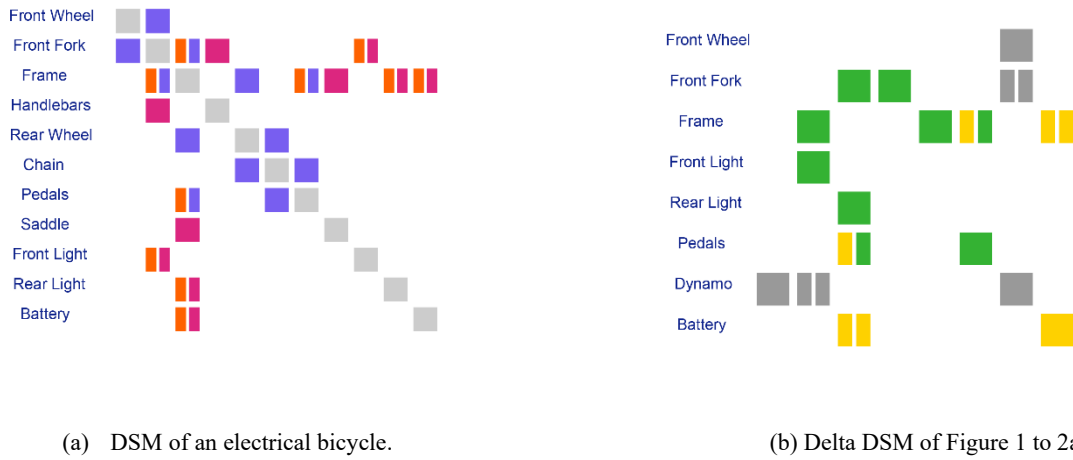 Front Wheel
Front Fork
Frame
Handlebars
Rear Wheel
Chain
Pedals
Saddle
Front Light
Rear Light
Battery
Front Wheel
Front Fork
Frame
Front Light
Rear Light
Pedals
Dynamo
Battery
(a) DSM of an electrical bicycle.
(b) Delta DSM of Figure 1 to 2a